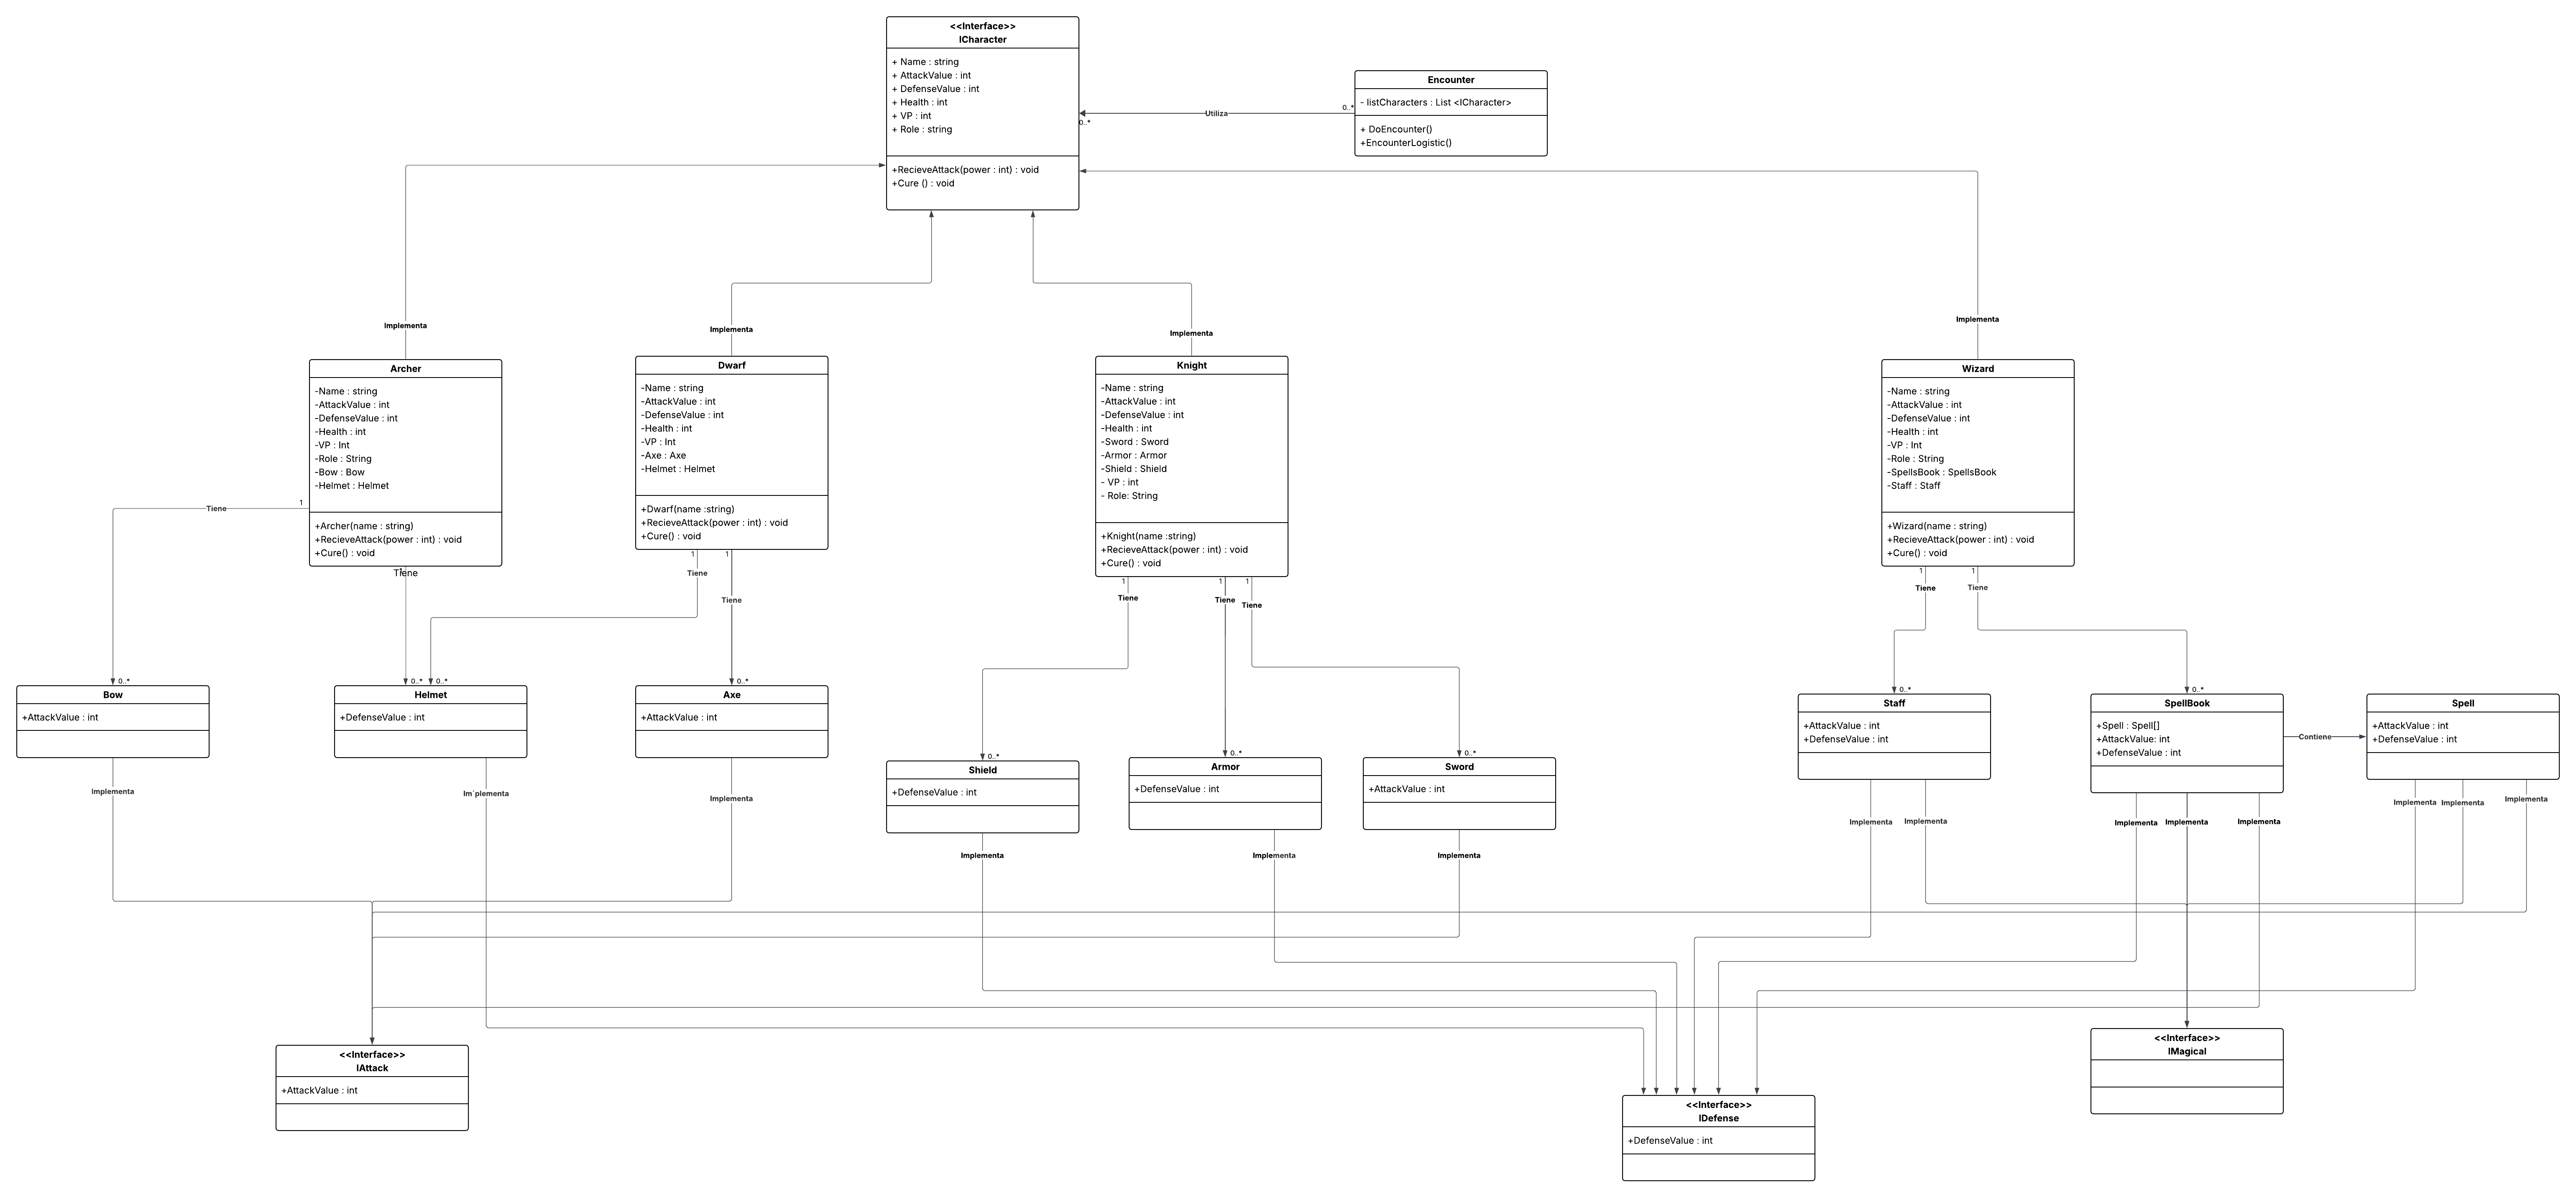 <<Interface>>
ICharacter
+ Name : string
+ AttackValue : int
+ DefenseValue : int
+ Health : int
+ VP : int
+ Role : string
+RecieveAttack(power : int) : void
+Cure () : void
Encounter
- listCharacters : List <ICharacter>
+ DoEncounter()
+EncounterLogistic()
0..*
Utiliza
0..*
Implementa
Implementa
Implementa
Implementa
Archer
-Name : string
-AttackValue : int
-DefenseValue : int
-Health : int
-VP : Int
-Role : String
-Bow : Bow
-Helmet : Helmet
+Archer(name : string)
+RecieveAttack(power : int) : void
+Cure() : void
Dwarf
-Name : string
-AttackValue : int
-DefenseValue : int
-Health : int
-VP : Int
-Axe : Axe
-Helmet : Helmet
+Dwarf(name :string)
+RecieveAttack(power : int) : void
+Cure() : void
Knight
-Name : string
-AttackValue : int
-DefenseValue : int
-Health : int
-Sword : Sword
-Armor : Armor
-Shield : Shield
- VP : int
- Role: String
+Knight(name :string)
+RecieveAttack(power : int) : void
+Cure() : void
Wizard
-Name : string
-AttackValue : int
-DefenseValue : int
-Health : int
-VP : Int
-Role : String
-SpellsBook : SpellsBook
-Staff : Staff
+Wizard(name : string)
+RecieveAttack(power : int) : void
+Cure() : void
Tiene
1
1
Tiene
1
Tiene
1
Tiene
1
Tiene
1
Tiene
1
Tiene
1
Tiene
1
Tiene
0..*
0..*
0..*
0..*
0..*
0..*
0..*
0..*
0..*
Bow
+AttackValue : int
Helmet
+DefenseValue : int
Axe
+AttackValue : int
Shield
+DefenseValue : int
Armor
+DefenseValue : int
Sword
+AttackValue : int
Staff
+AttackValue : int
+DefenseValue : int
SpellBook
+Spell : Spell[]
+AttackValue: int
+DefenseValue : int
Contiene
Spell
+AttackValue : int
+DefenseValue : int
Implementa
Im´plementa
Implementa
Implementa
Implementa
Implementa
Implementa
Implementa
Implementa
Implementa
Implementa
Implementa
Implementa
Implementa
<<Interface>>
IAttack
+AttackValue : int
<<Interface>>
IDefense
+DefenseValue : int
<<Interface>>
IMagical